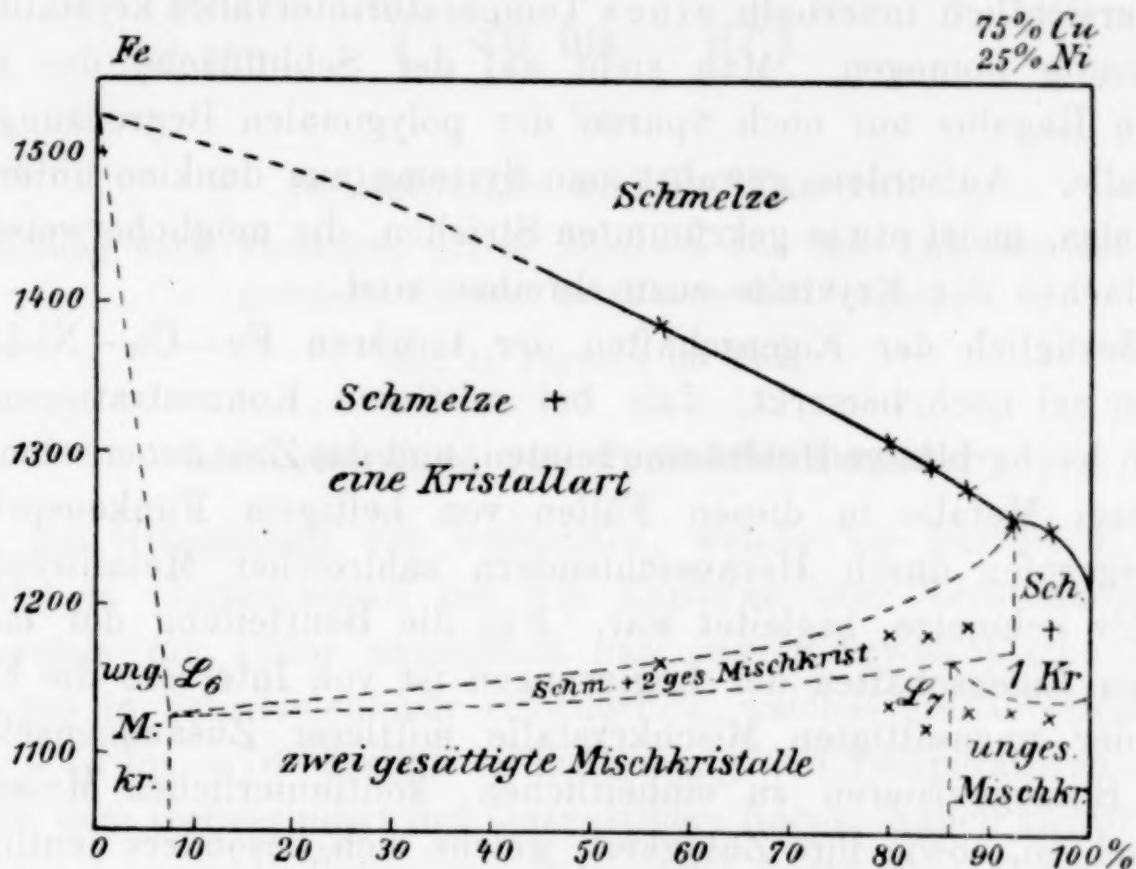 Fe
75% Cu
25% Ni
1500
1400
1300
1200
1100
Schmelze
Schmelze +
eine Kristallart
Sch.
+
1 Kr
Schm. + 2 ges Mischkrist
ung. L6
M.-
kr.
L7
zwei gesättigte Mischkristalle
unges.
Mischkr.
0 10 20 30 40 50 60 70 80 90 100%